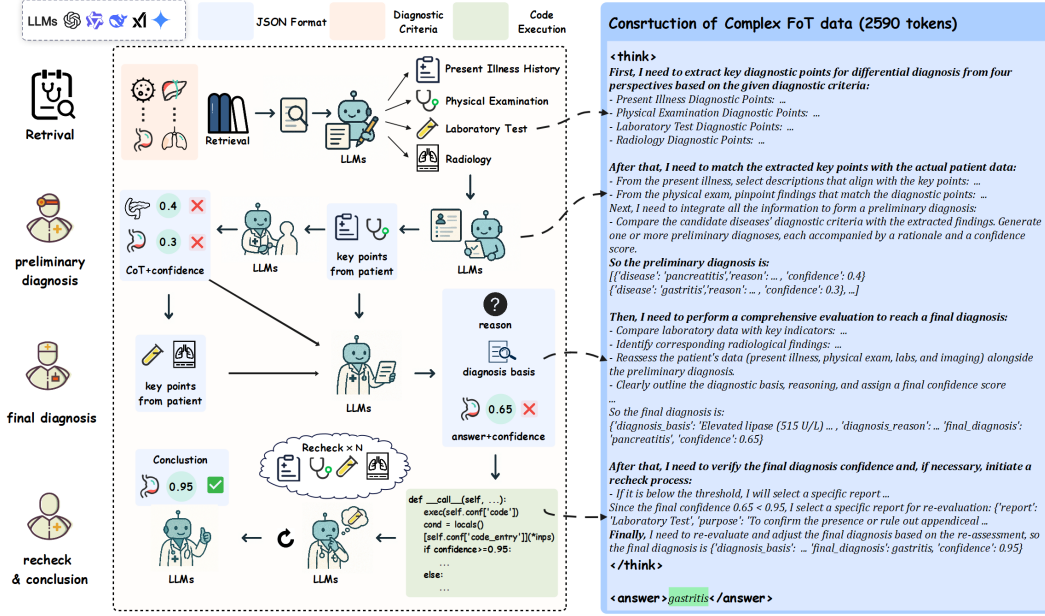 LLMs
JSON Format
Diagnostic
Criteria
Code
Execution
Retrival
Retrieval
LLMs
Present Illness History
Physical Examination
Laboratory Test
Radiology
preliminary
diagnosis
0.4
0.3
CoT+confidence
LLMs
key points
from patient
LLMs
final diagnosis
key points
from patient
LLMs
?
reason
diagnosis basis
0.65
answer+confidence
recheck
& conclusion
Conclustion
0.95
LLMs
Recheck × N
LLMs
def __call__(self, ...):
exec(self.conf['code'])
cond = locals()
[self.conf['code_entry']](*inps)
if confidence>=0.95:
...
else:
...
Consrtuction of Complex FoT data (2590 tokens)
<think>
First, I need to extract key diagnostic points for differential diagnosis from four
perspectives based on the given diagnostic criteria:
- Present Illness Diagnostic Points: ...
- Physical Examination Diagnostic Points: ...
- Laboratory Test Diagnostic Points: ...
- Radiology Diagnostic Points: ...
After that, I need to match the extracted key points with the actual patient data:
- From the present illness, select descriptions that align with the key points: ...
- From the physical exam, pinpoint findings that match the diagnostic points: ...
Next, I need to integrate all the information to form a preliminary diagnosis:
- Compare the candidate diseases' diagnostic criteria with the extracted findings. Generate
one or more preliminary diagnoses, each accompanied by a rationale and a confidence
score.
So the preliminary diagnosis is:
[{'disease': 'pancreatitis','reason': ... , 'confidence': 0.4}
{'disease': 'gastritis','reason': ... , 'confidence': 0.3}, ...]
Then, I need to perform a comprehensive evaluation to reach a final diagnosis:
- Compare laboratory data with key indicators: ...
- Identify corresponding radiological findings: ...
- Reassess the patient's data (present illness, physical exam, labs, and imaging) alongside
the preliminary diagnosis.
- Clearly outline the diagnostic basis, reasoning, and assign a final confidence score
...
So the final diagnosis is:
{'diagnosis_basis': 'Elevated lipase (515 U/L) ... , 'diagnosis_reason': ... 'final_diagnosis':
'pancreatitis', 'confidence': 0.65}
After that, I need to verify the final diagnosis confidence and, if necessary, initiate a
recheck process:
- If it is below the threshold, I will select a specific report ...
Since the final confidence 0.65 < 0.95, I select a specific report for re-evaluation: {'report':
'Laboratory Test', 'purpose': 'To confirm the presence or rule out appendiceal ...
Finally, I need to re-evaluate and adjust the final diagnosis based on the re-assessment, so
the final diagnosis is {'diagnosis_basis': ... 'final_diagnosis': gastritis, 'confidence': 0.95}
</think>
<answer>gastritis</answer>